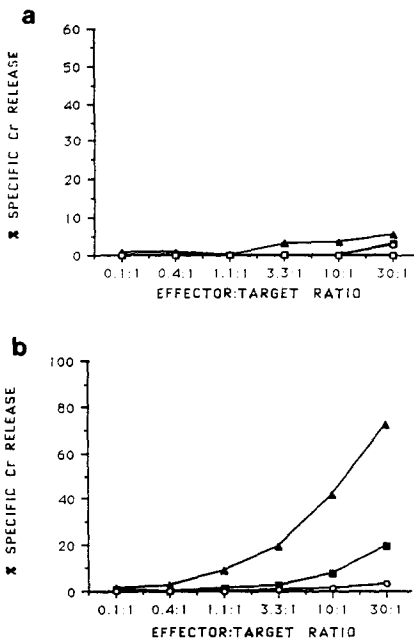 a
60
50
40
30
20
10
0
% SPECIFIC Cr RELEASE
0.1:1 0.4:1 1.1:1 3.3:1 10:1 30:1
EFFECTOR:TARGET RATIO
b
100
80
60
40
20
0
% SPECIFIC Cr RELEASE
0.1:1 0.4:1 1.1:1 3.3:1 10:1 30:1
EFFECTOR:TARGET RATIO